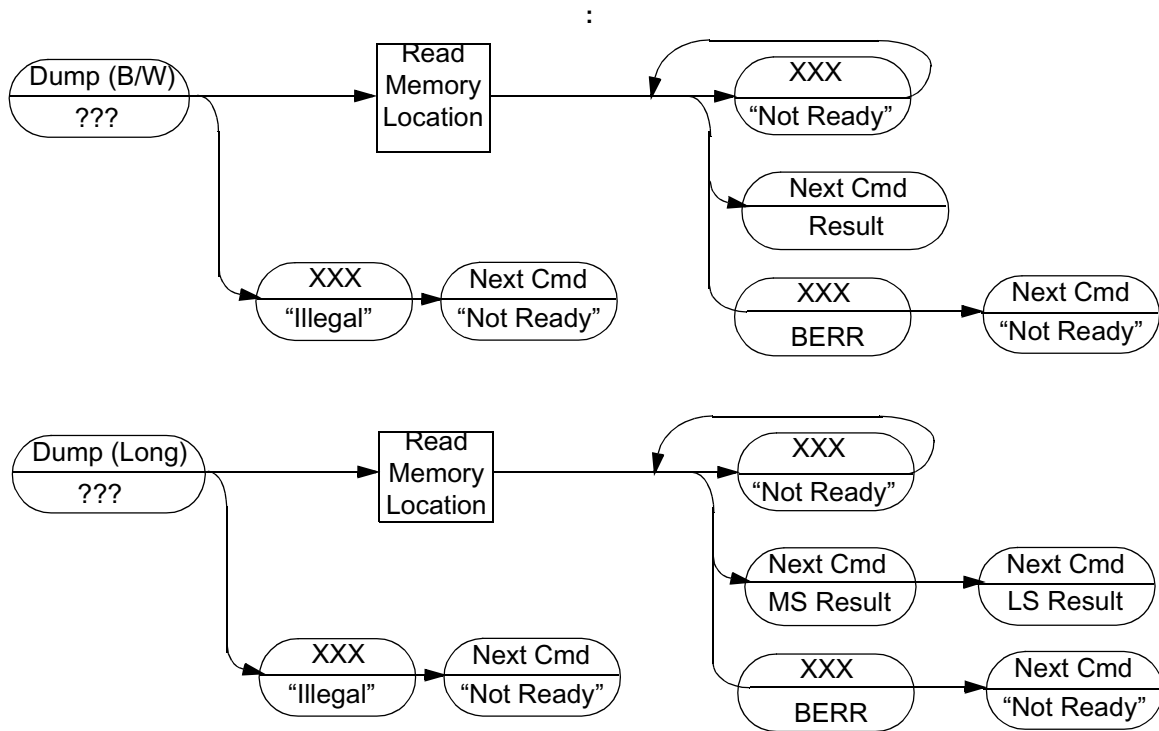 :
Dump (B/W)
???
Read
Memory
Location
XXX
“Not Ready”
Next Cmd
Result
XXX
“Illegal”
Next Cmd
“Not Ready”
XXX
BERR
Next Cmd
“Not Ready”
Dump (Long)
???
Read
Memory
Location
XXX
“Not Ready”
Next Cmd
MS Result
Next Cmd
LS Result
XXX
“Illegal”
Next Cmd
“Not Ready”
XXX
BERR
Next Cmd
“Not Ready”